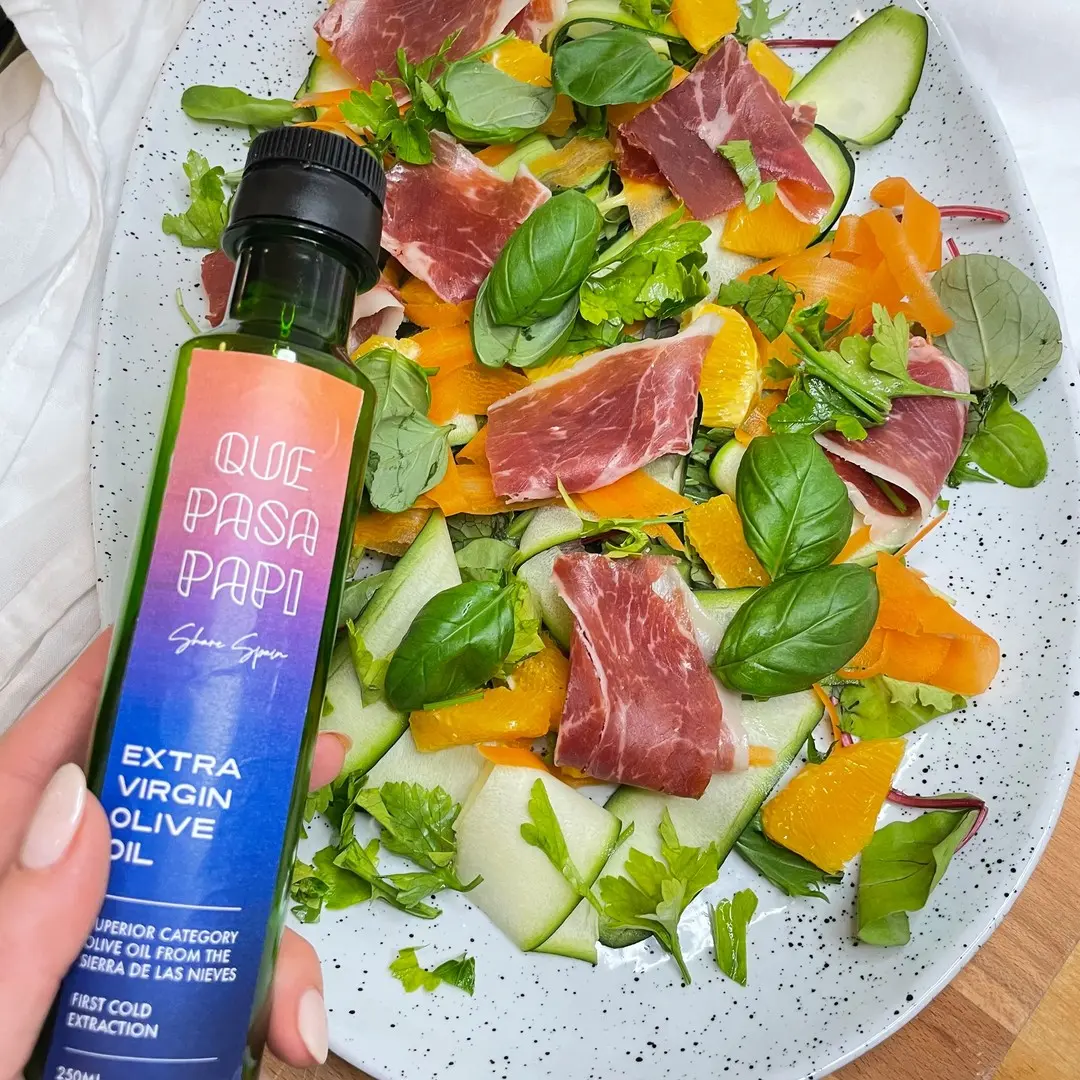 QUE
PASA
PAPI
Share Spain
EXTRA
VIRGIN
OLIVE
OIL
SUPERIOR CATEGORY
OLIVE OIL FROM THE
SIERRA DE LAS NIEVES
FIRST COLD
EXTRACTION
250ML